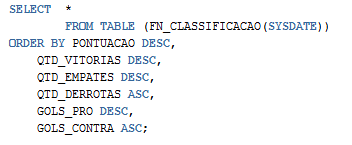 SELECT *
FROM TABLE (FN_CLASSIFICACAO(SYSDATE))
ORDER BY PONTUACAO DESC,
QTD_VITORIAS DESC,
QTD_EMPATES DESC,
QTD_DERROTAS ASC,
GOLS_PRO DESC,
GOLS_CONTRA ASC;